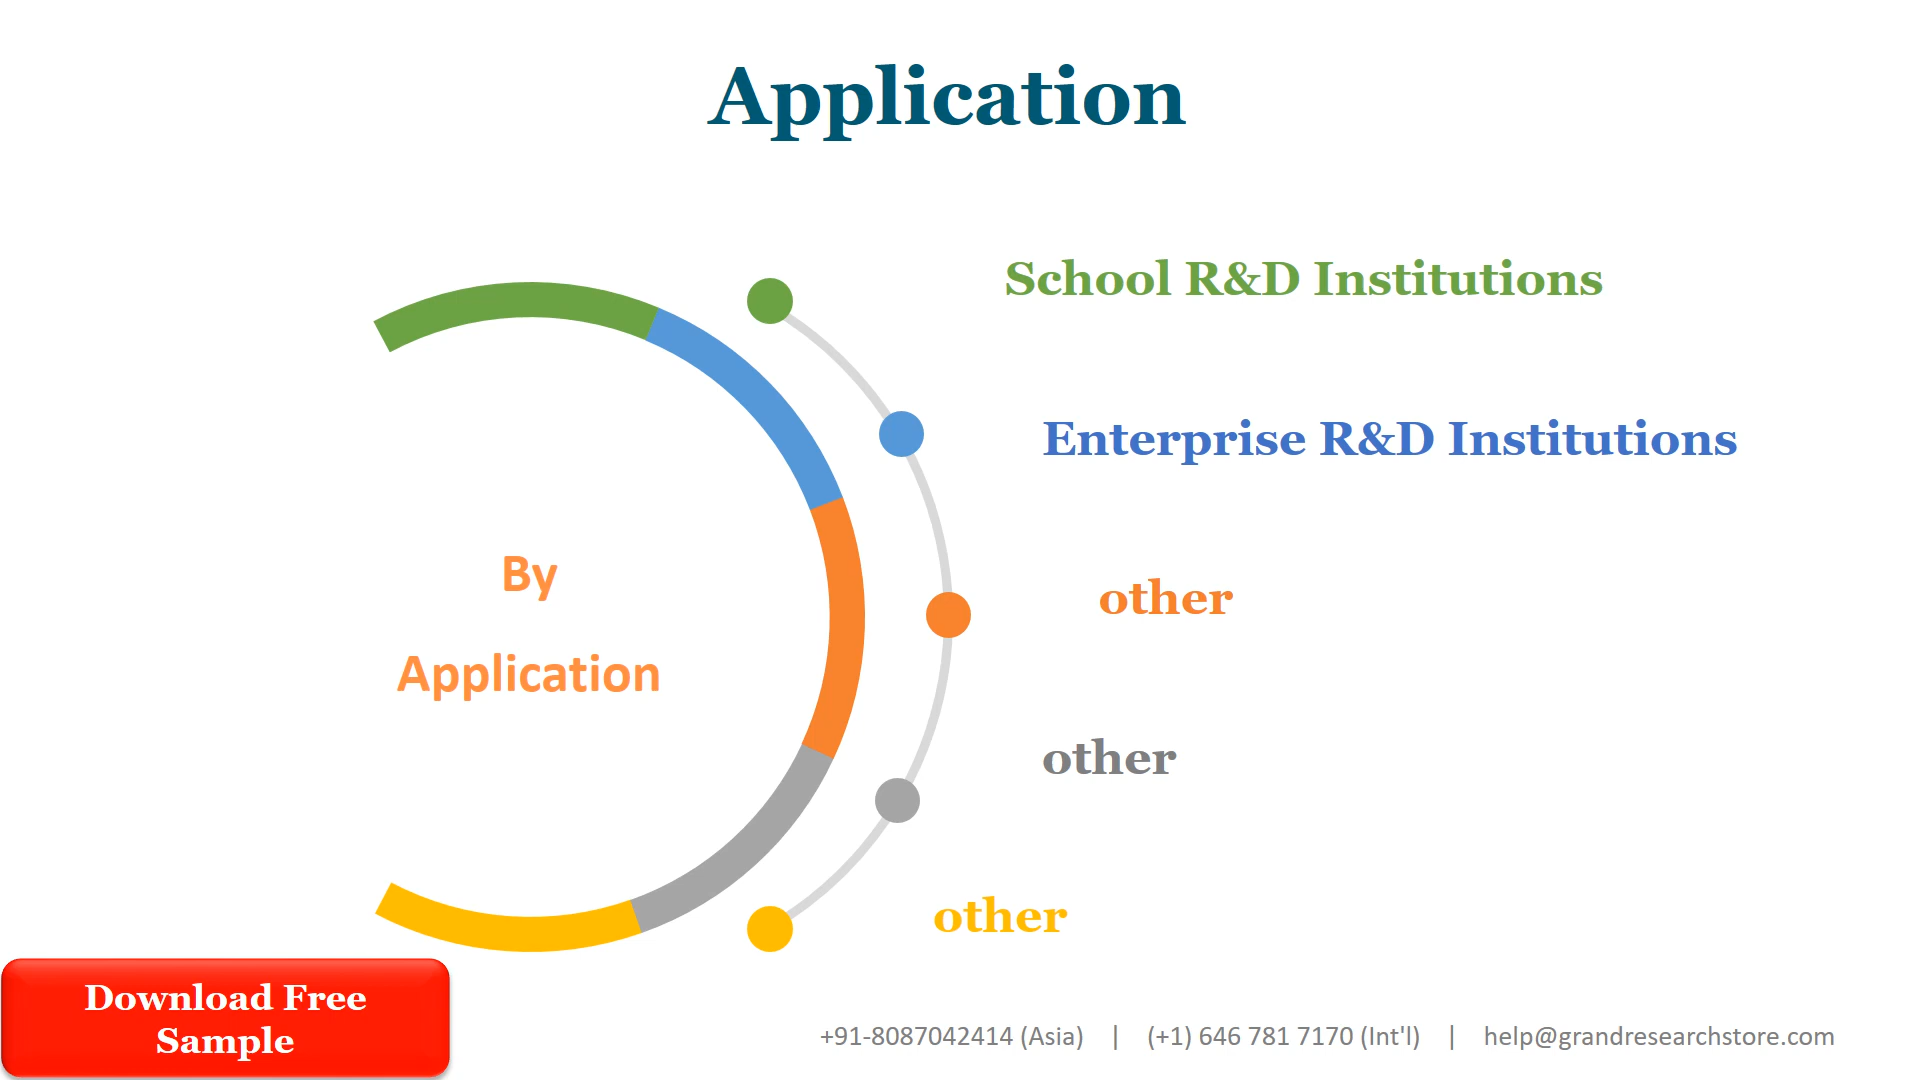 Application
School R&D Institutions
Enterprise R&D Institutions
By
Application
other
other
other
Download Free
Sample
+91-8087042414 (Asia) | (+1) 646 781 7170 (Int'l) | help@grandresearchstore.com